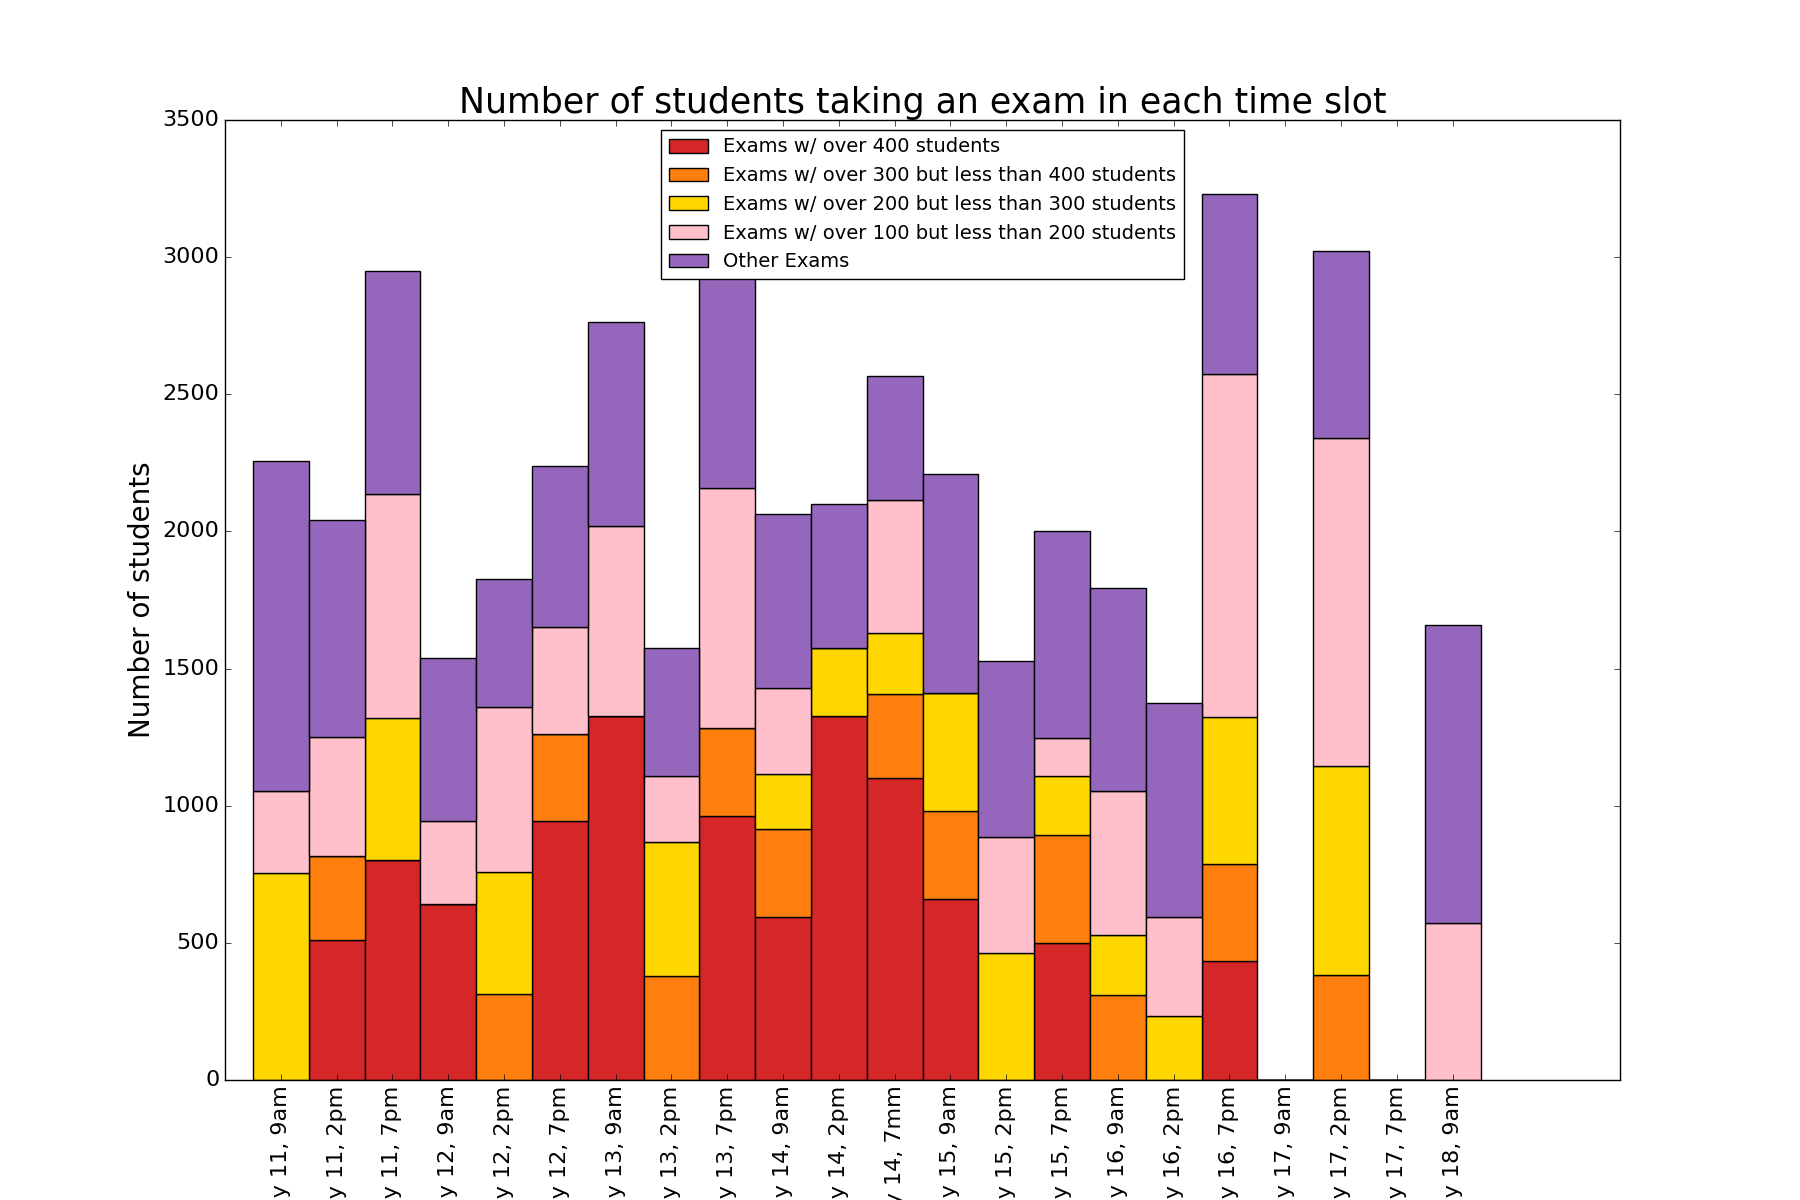 Number of students taking an exam in each time slot
3500
3000
2500
2000
1500
1000
500
0
Number of students
Exams w/ over 400 students
Exams w/ over 300 but less than 400 students
Exams w/ over 200 but less than 300 students
Exams w/ over 100 but less than 200 students
Other Exams
y 11, 9am
y 11, 2pm
y 11, 7pm
y 12, 9am
y 12, 2pm
y 12, 7pm
y 13, 9am
y 13, 2pm
y 13, 7pm
y 14, 9am
y 14, 2pm
y 14, 7mm
y 15, 9am
y 15, 2pm
y 15, 7pm
y 16, 9am
y 16, 2pm
y 16, 7pm
y 17, 9am
y 17, 2pm
y 17, 7pm
y 18, 9am